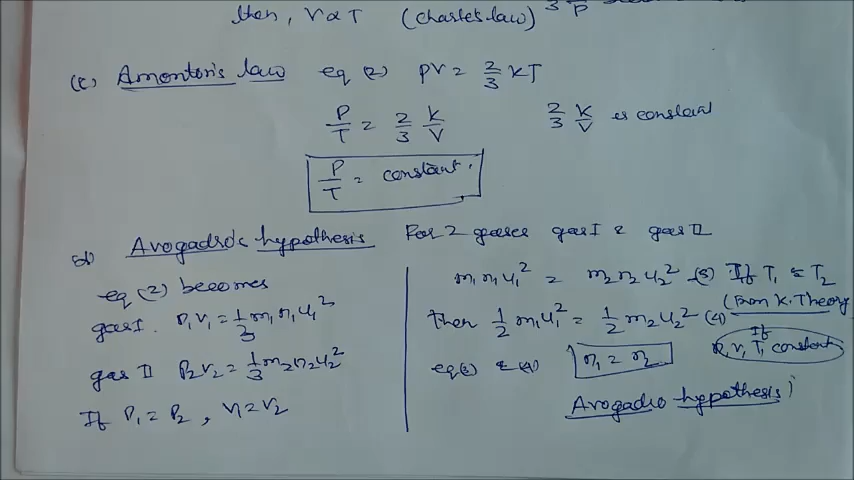 then, V∝T (Charles law)
(c) Amonton's law eq (2) PV = 2/3 KT
P/T = 2/3 K/V 2/3 K/V is constant
P/T = constant.
d) Avogadro's hypothesis For 2 gases gas I & gas II
eq (2) becomes
gas I. P₁V₁ = 1/3 m₁n₁u₁²
gas II P₂V₂ = 1/3 m₂n₂u₂²
If P₁ = P₂, V₁ = V₂
m₁n₁u₁² = m₂n₂u₂² –(3) If T₁ = T₂
(From K. Theory
then 1/2 m₁u₁² = 1/2 m₂u₂² (4)
If
P, V, T, constant
eq(3) & (4) n₁ = n₂
Avogadro hypothesis